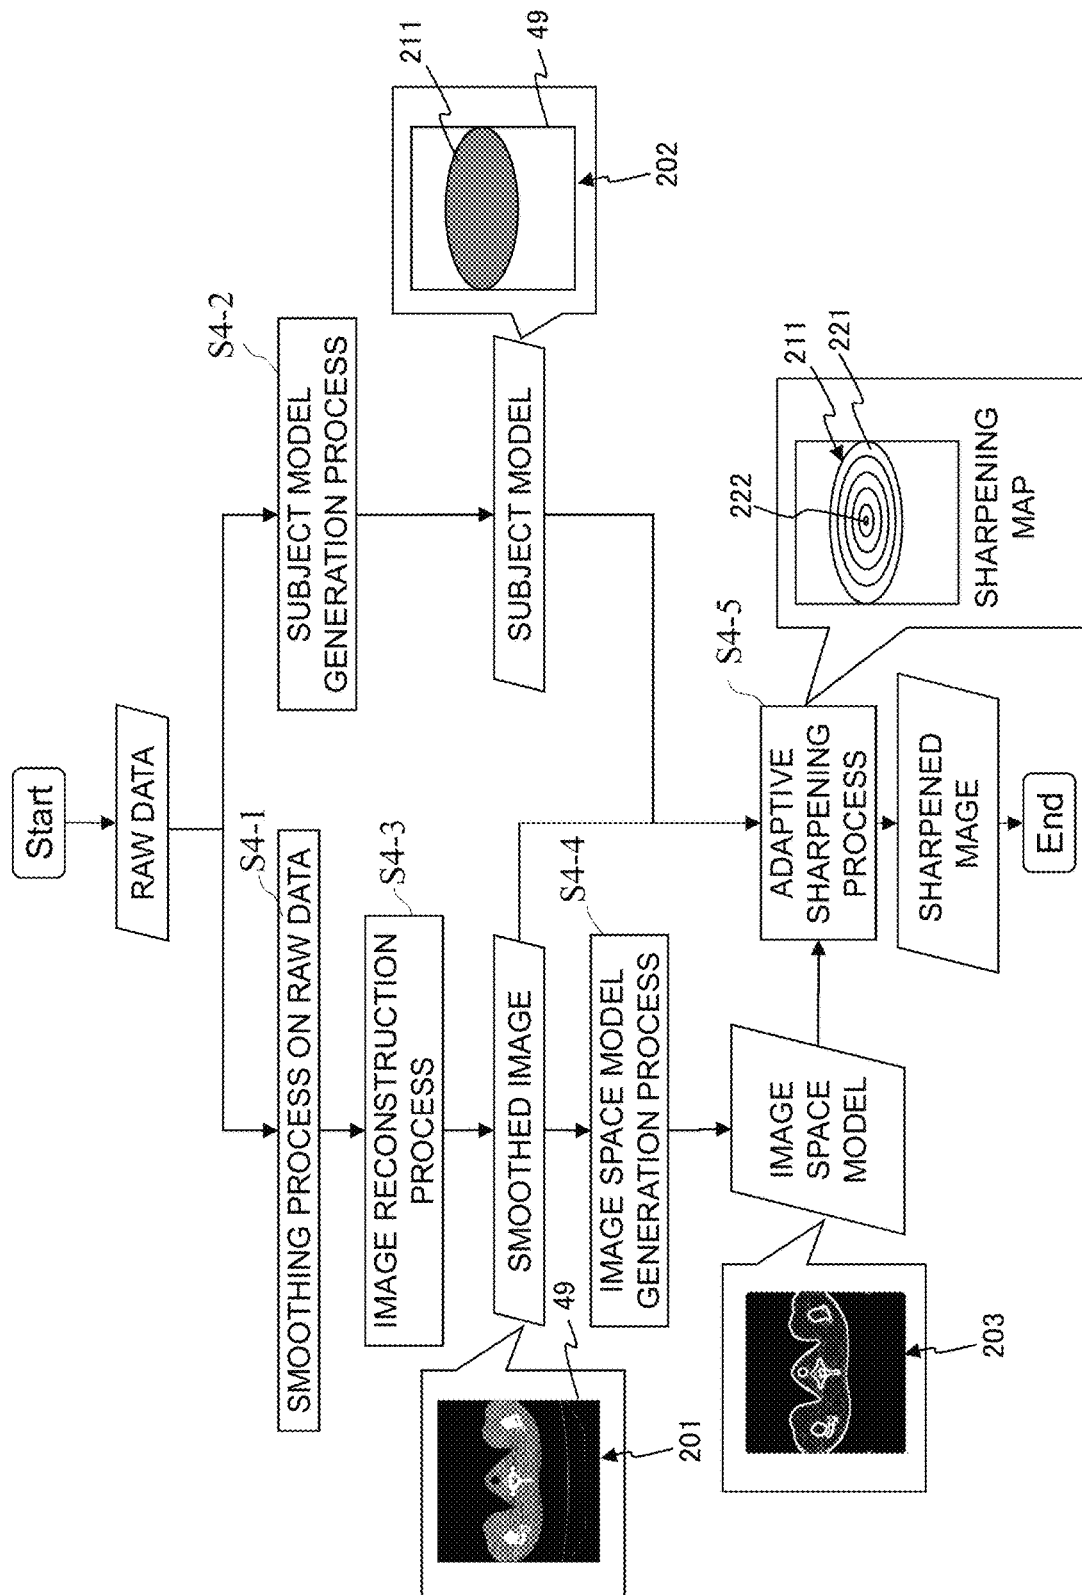 Start
RAW DATA
S4-1
SMOOTHING PROCESS ON RAW DATA
S4-2
SUBJECT MODEL
GENERATION PROCESS
S4-3
IMAGE RECONSTRUCTION
PROCESS
SMOOTHED IMAGE
49
201
SUBJECT MODEL
211
49
202
S4-4
IMAGE SPACE MODEL
GENERATION PROCESS
IMAGE
SPACE
MODEL
203
S4-5
ADAPTIVE
SHARPENING
PROCESS
222
211
221
SHARPENING
MAP
SHARPENED
MAGE
End